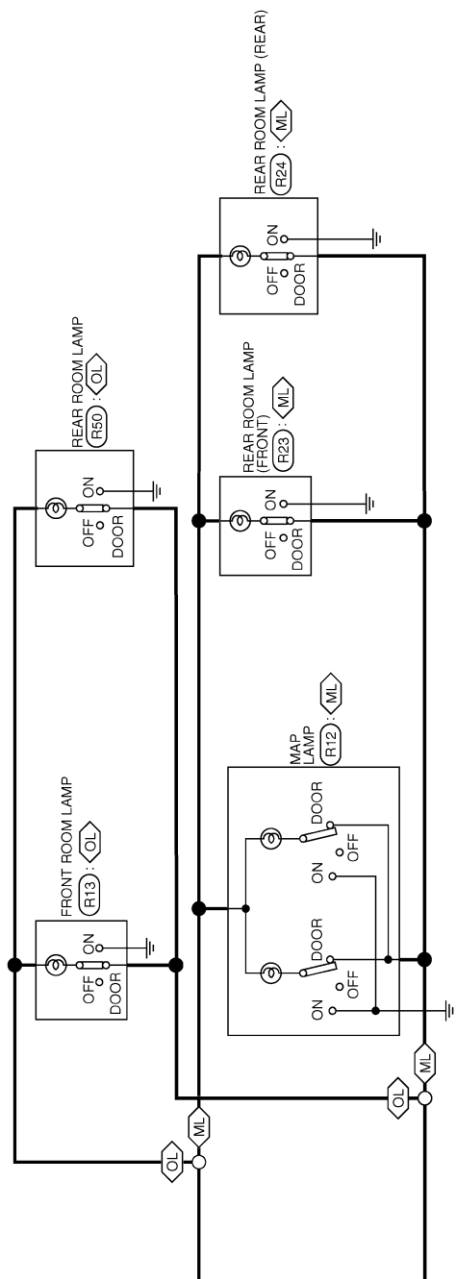 FRONT ROOM LAMP
R13 : OL
ON
OFF
DOOR
REAR ROOM LAMP
R50 : OL
ON
OFF
DOOR
OL
ML
MAP
LAMP
R12 : ML
DOOR
OFF
ON
DOOR
OFF
ON
REAR ROOM LAMP
(FRONT)
R23 : ML
ON
OFF
DOOR
REAR ROOM LAMP (REAR)
R24 : ML
ON
OFF
DOOR
OL
ML